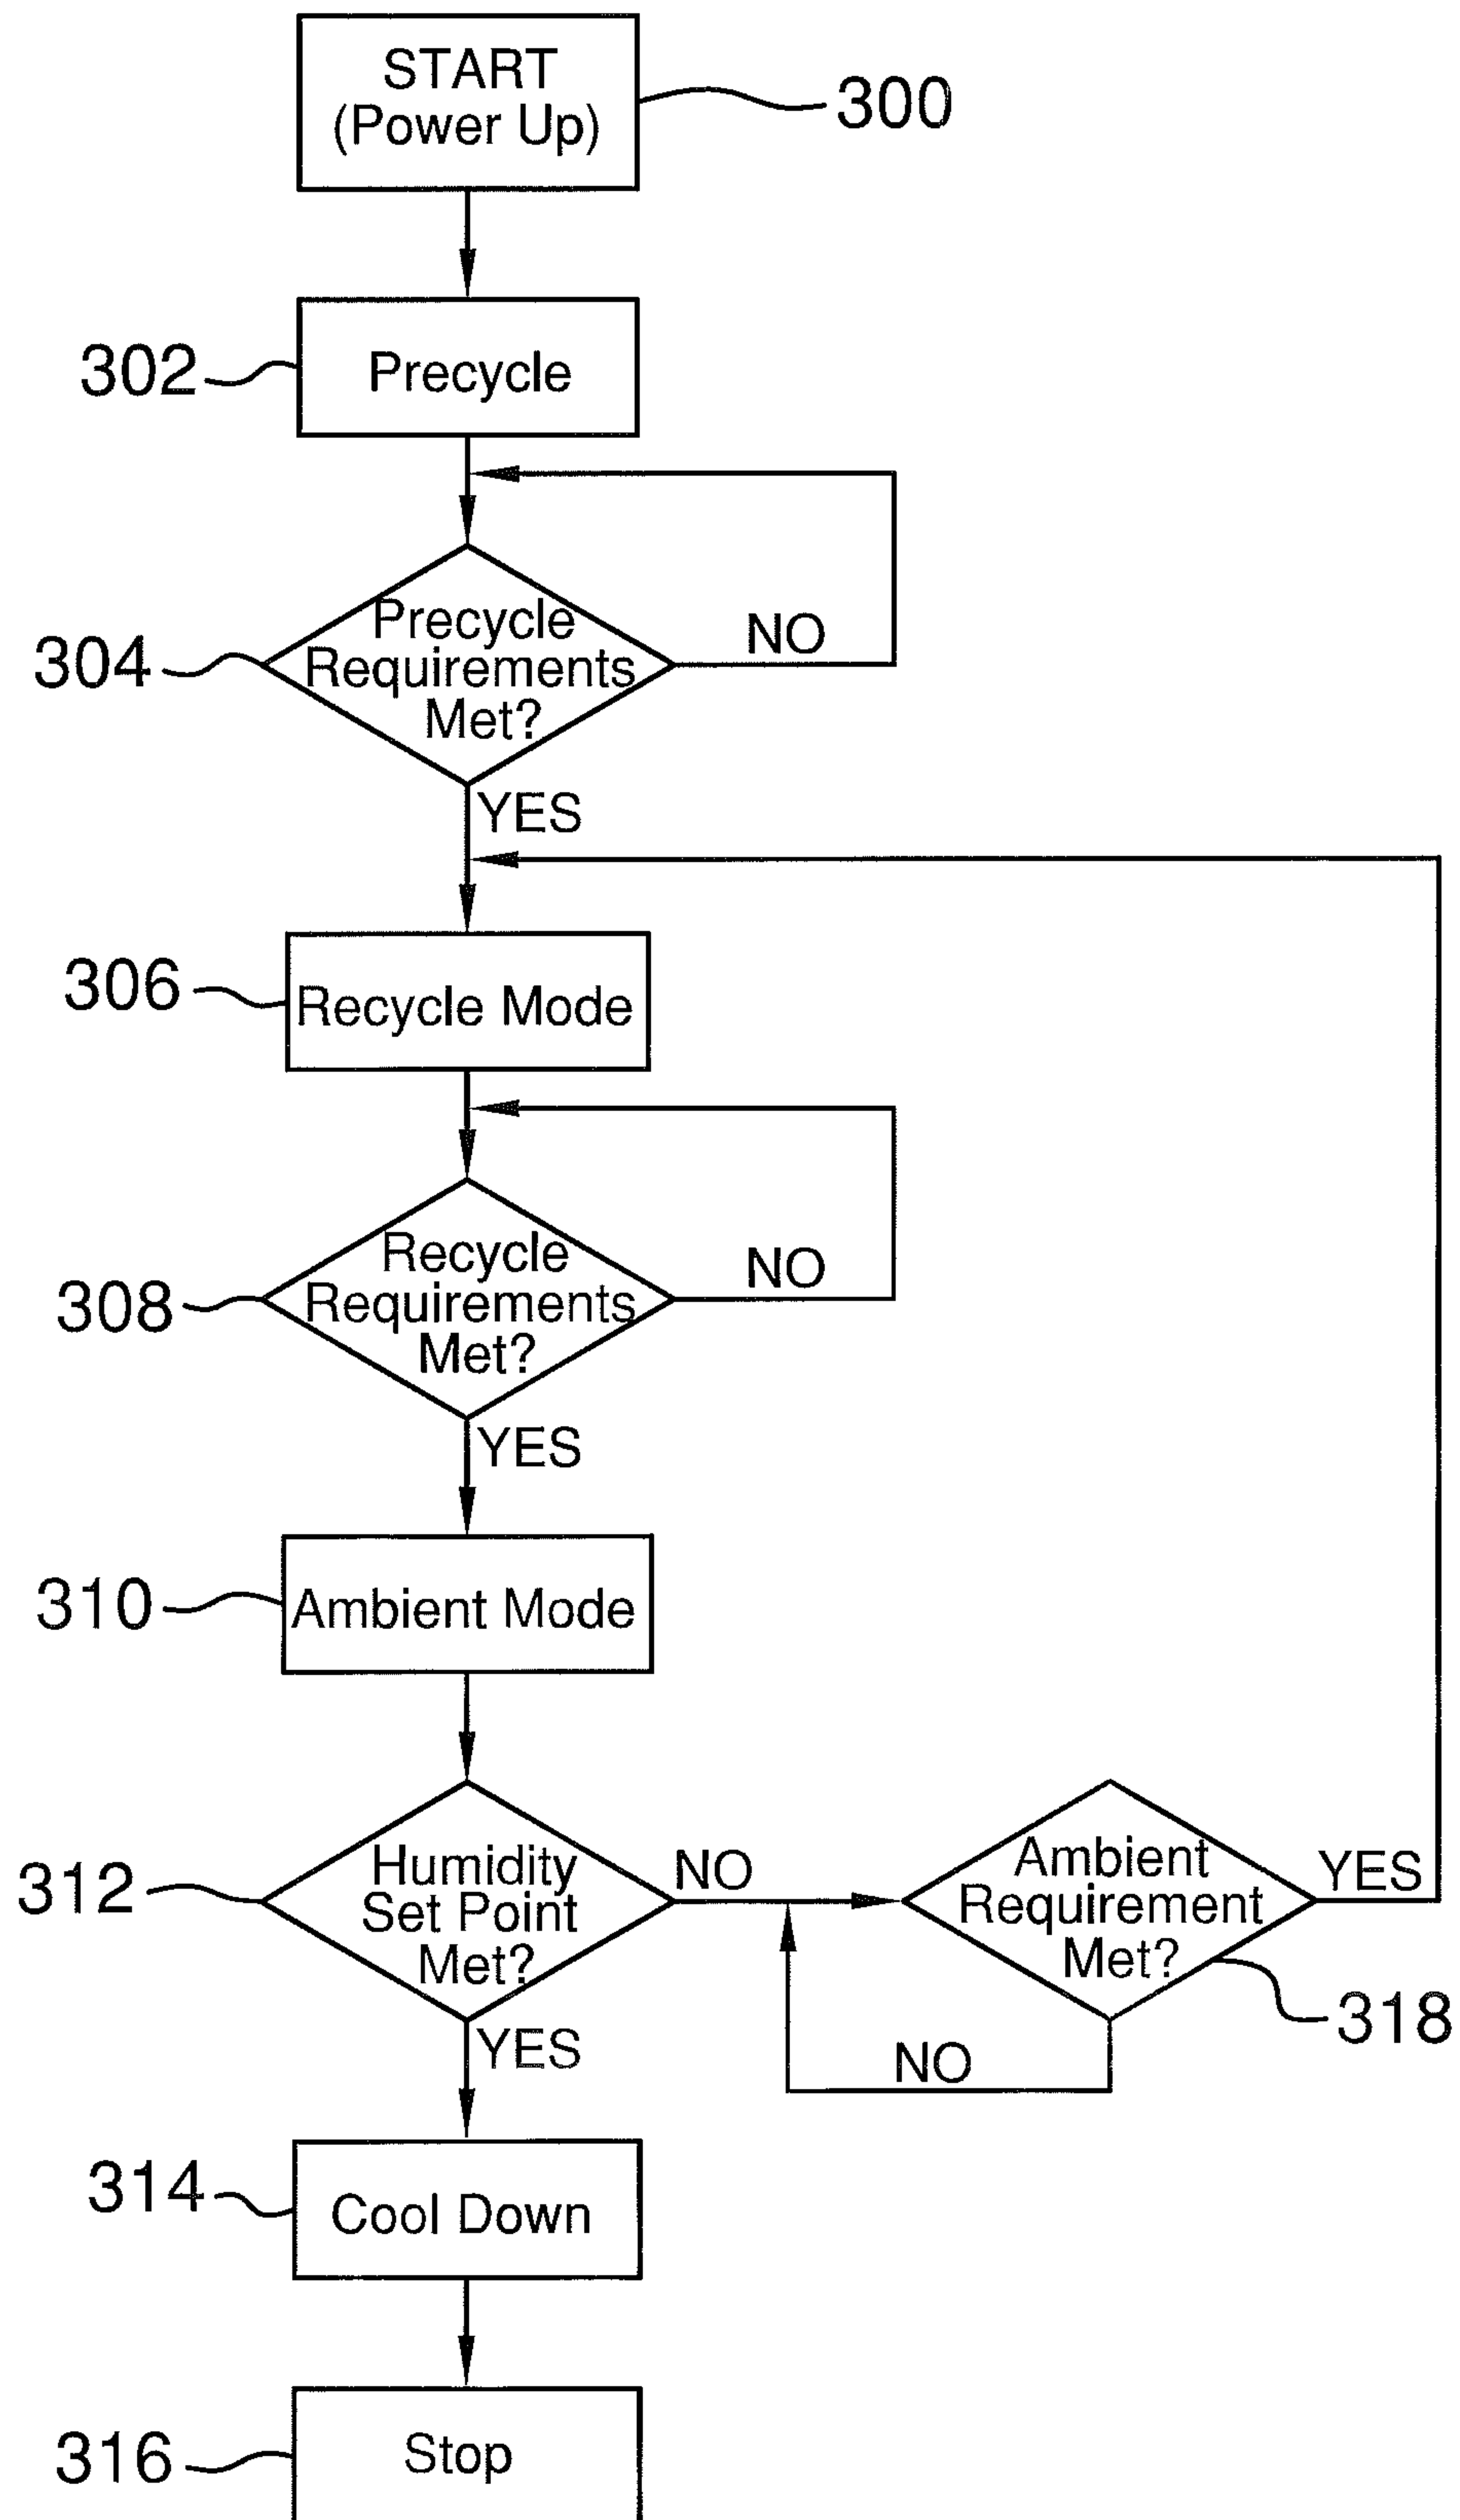 START
(Power Up)
300
302
Precycle
304
Precycle
Requirements
Met?
NO
YES
306
Recycle Mode
308
Recycle
Requirements
Met?
NO
YES
310
Ambient Mode
312
Humidity
Set Point
Met?
NO
Ambient
Requirement
Met?
YES
318
NO
YES
314
Cool Down
316
Stop